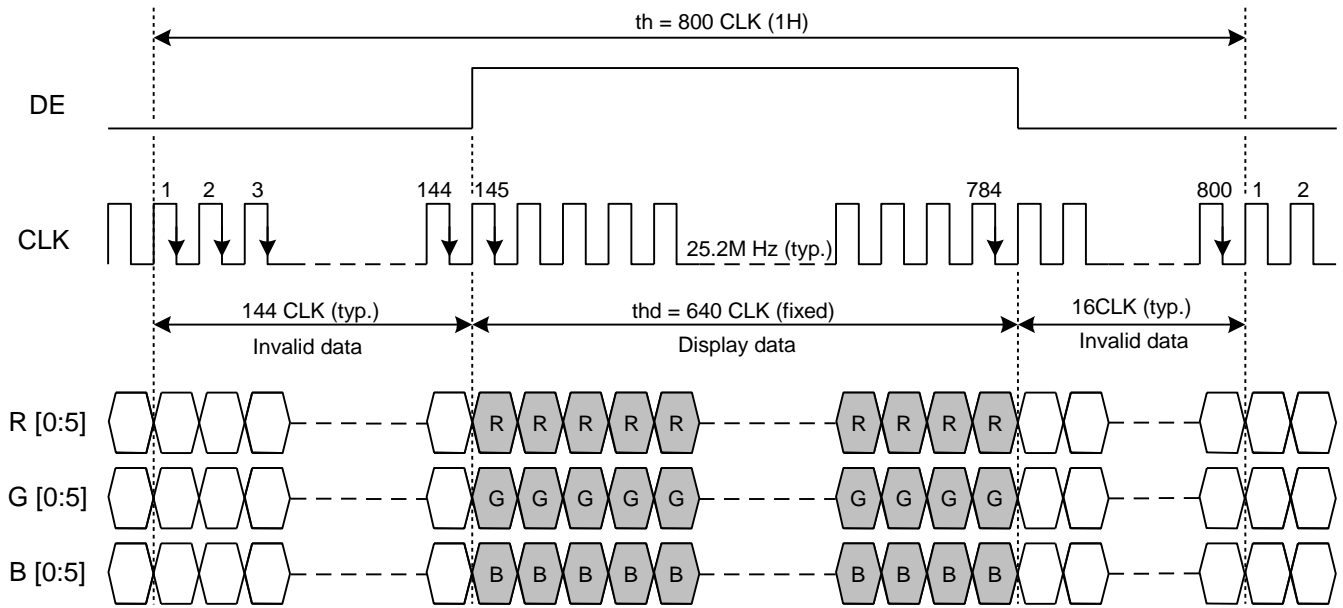 th = 800 CLK (1H)
DE
1 2 3 144 145 784 800 1 2
CLK
25.2M Hz (typ.)
144 CLK (typ.) thd = 640 CLK (fixed) 16CLK (typ.)
Invalid data Display data Invalid data
R [0:5] R R R R R R R R R
G [0:5] G G G G G G G G G
B [0:5] B B B B B B B B B